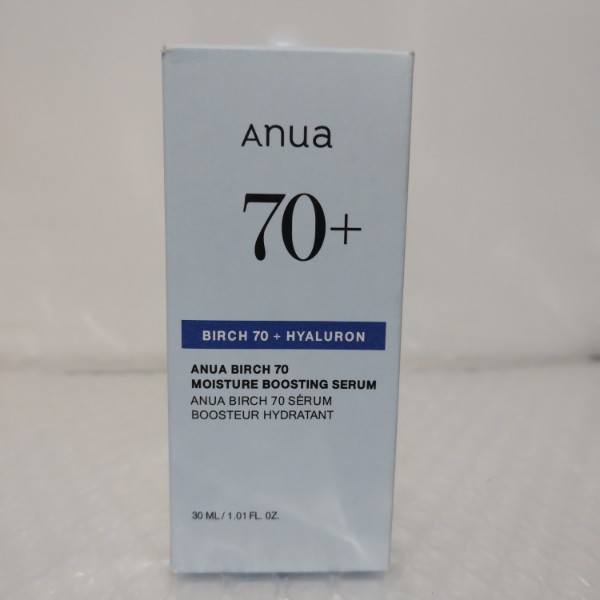 Anua
70+
BIRCH 70 + HYALURON
ANUA BIRCH 70
MOISTURE BOOSTING SERUM
ANUA BIRCH 70 SÉRUM
BOOSTEUR HYDRATANT
30 ML / 1.01 FL. OZ.